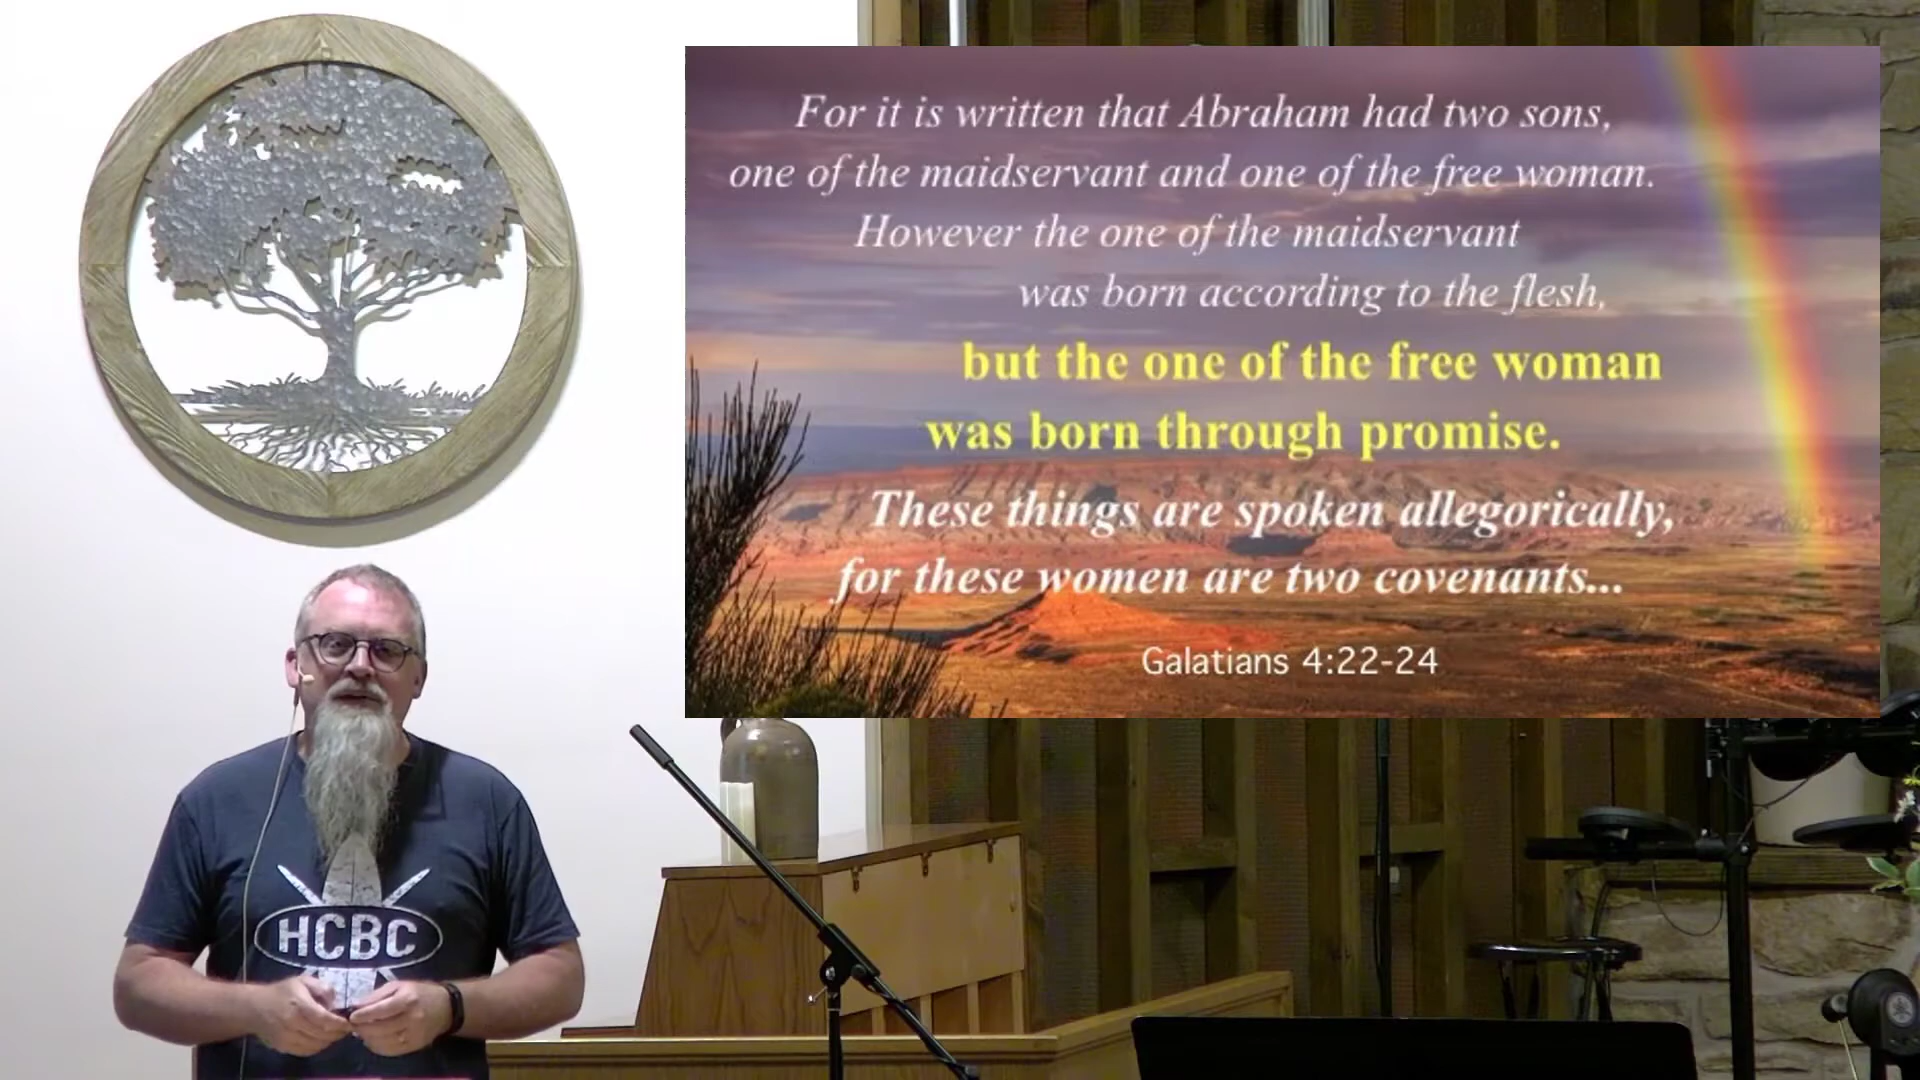 For it is written that Abraham had two sons,
one of the maidservant and one of the free woman.
However the one of the maidservant
was born according to the flesh,
but the one of the free woman
was born through promise.
These things are spoken allegorically,
for these women are two covenants...
Galatians 4:22-24
HCBC